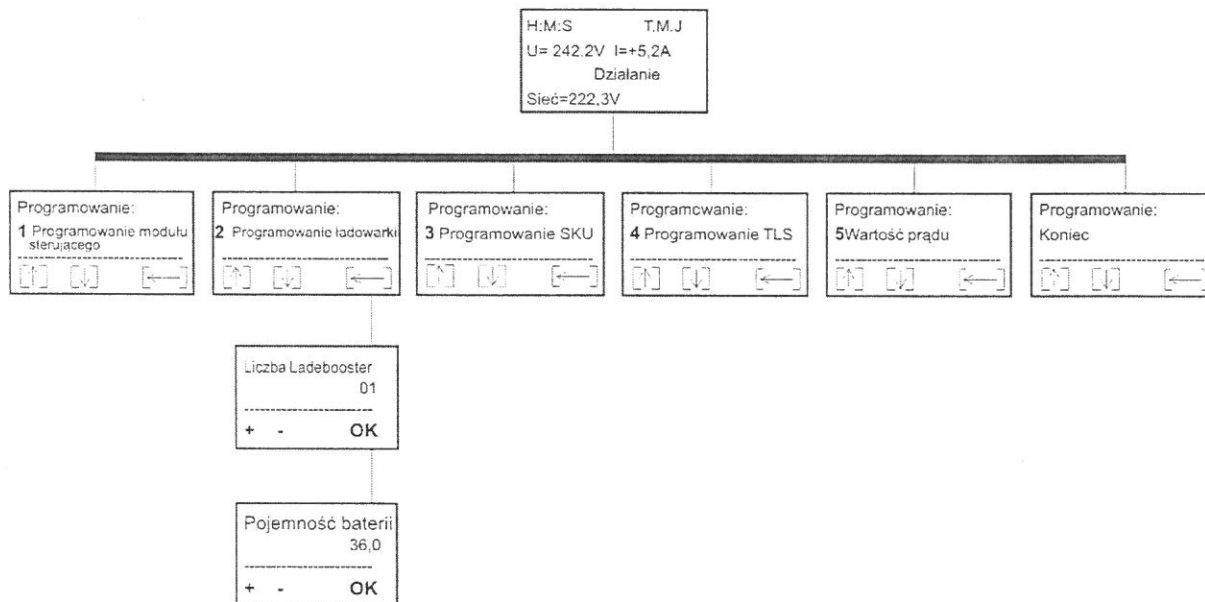 H:M:S T.M.J
U= 242.2V I=+5,2A
Działanie
Sieć=222,3V
Programowanie:
1 Programowanie modułu
sterującego
[↑] [↓] [←]
Programowanie:
2 Programowanie ładowarki
[↑] [↓] [←]
Programowanie:
3 Programowanie SKU
[↑] [↓] [←]
Programowanie:
4 Programowanie TLS
[↑] [↓] [←]
Programowanie:
5Wartość prądu
[↑] [↓] [←]
Programowanie:
Koniec
[↑] [↓] [←]
Liczba Ladebooster
01
+ - OK
Pojemność baterii
36,0
+ - OK